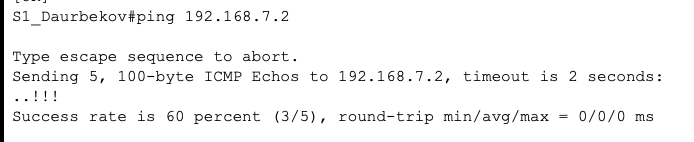 S1_Daurbekov#ping 192.168.7.2
Type escape sequence to abort.
Sending 5, 100-byte ICMP Echos to 192.168.7.2, timeout is 2 seconds:
..!!!
Success rate is 60 percent (3/5), round-trip min/avg/max = 0/0/0 ms